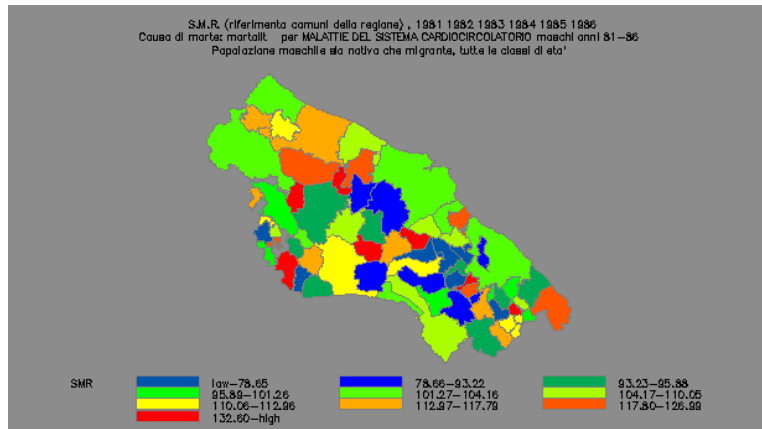 S.M.R. (riferimento comuni della regione) , 1981 1982 1983 1984 1985 1986
Causa di morte: mortalit per MALATTIE DEL SISTEMA CARDIOCIRCOLATORIO maschi anni 81-86
Popolazione maschile sia nativa che migrante, tutte le classi di eta'
SMR low-78.65 78.66-93.22 93.23-95.88
95.89-101.26 101.27-104.16 104.17-110.05
110.06-112.96 112.97-117.79 117.80-126.99
132.60-high